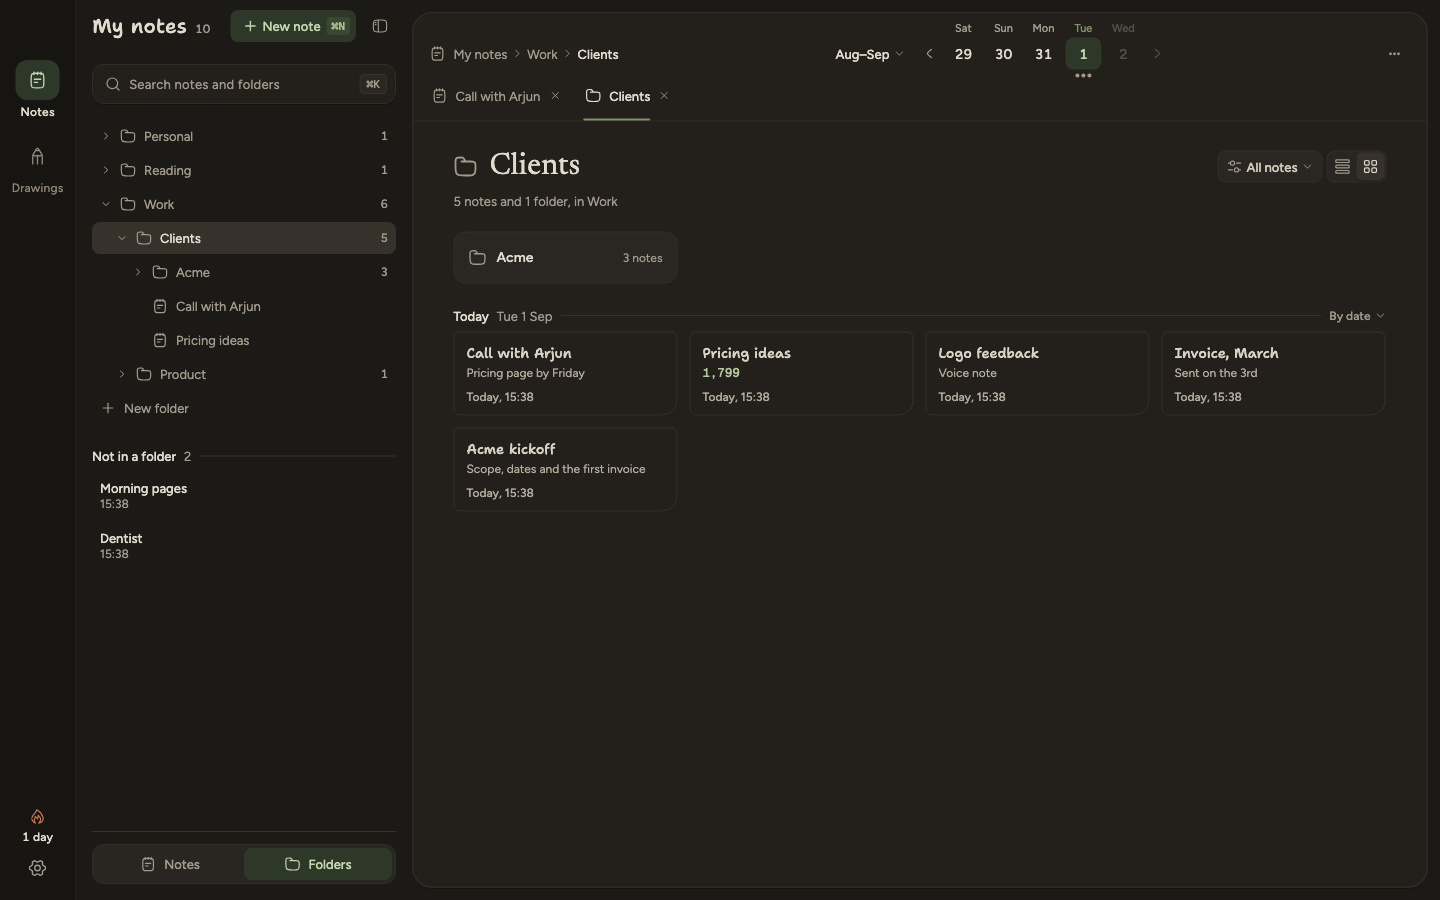 My notes 10
New note ⌘N
Notes
Drawings
Search notes and folders ⌘K
Personal 1
Reading 1
Work 6
Clients 5
Acme 3
Call with Arjun
Pricing ideas
Product 1
New folder
Not in a folder 2
Morning pages
15:38
Dentist
15:38
1 day
Notes
Folders
My notes > Work > Clients
Aug–Sep
Sat Sun Mon Tue Wed
29 30 31 1 2
Call with Arjun
Clients
Clients
All notes
5 notes and 1 folder, in Work
Acme 3 notes
Today Tue 1 Sep
By date
Call with Arjun
Pricing page by Friday
Today, 15:38
Pricing ideas
1,799
Today, 15:38
Logo feedback
Voice note
Today, 15:38
Invoice, March
Sent on the 3rd
Today, 15:38
Acme kickoff
Scope, dates and the first invoice
Today, 15:38